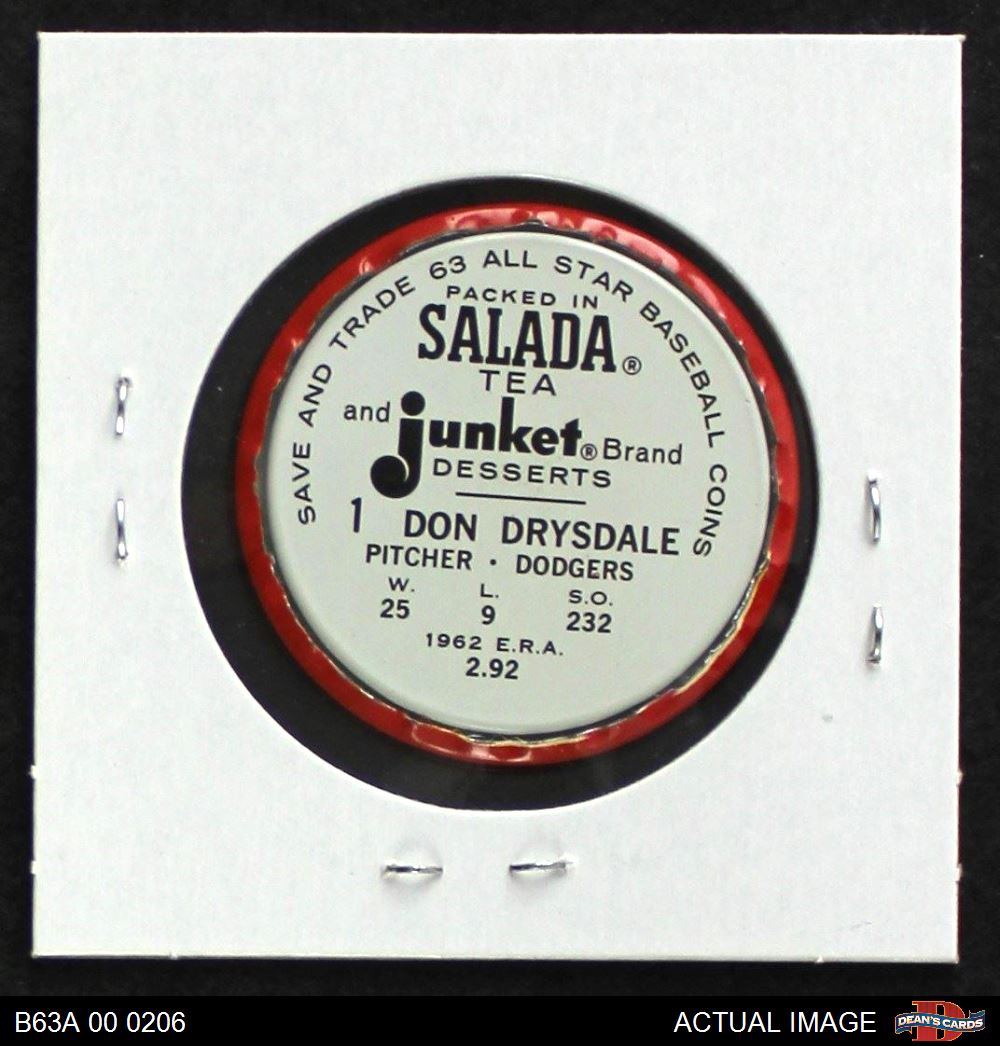 SAVE AND TRADE 63 ALL STAR BASEBALL COINS
PACKED IN
SALADA®
TEA
and junket® Brand
DESSERTS
1 DON DRYSDALE
PITCHER • DODGERS
W. L. S.O.
25 9 232
1962 E.R.A.
2.92
B63A 00 0206
ACTUAL IMAGE
DEAN'S CARDS